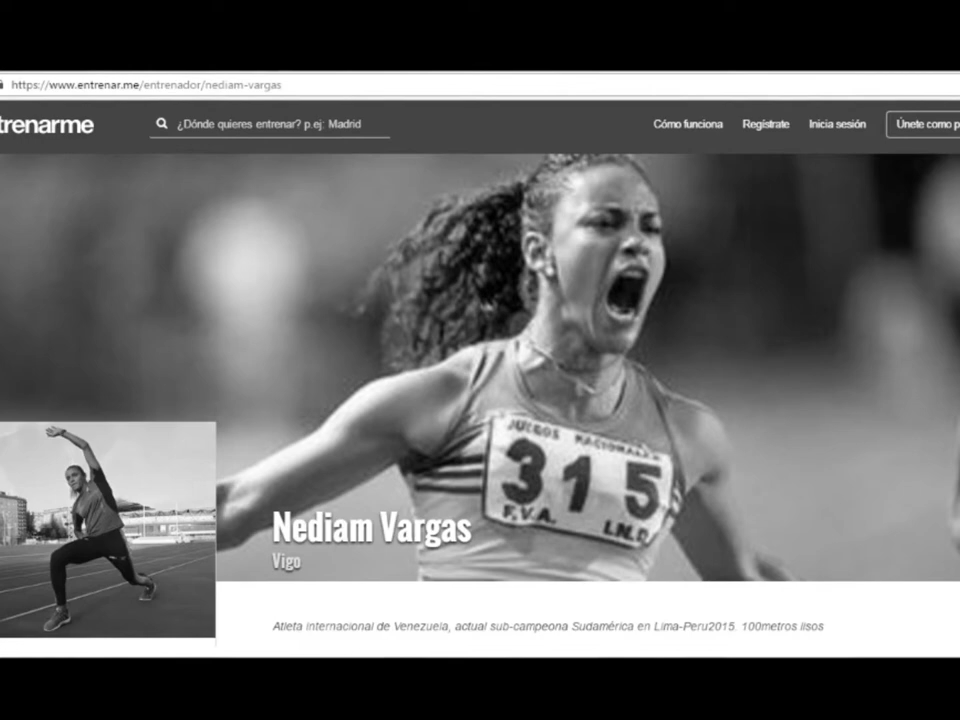 https://www.entrenar.me/entrenador/nediam-vargas
trenarme
¿Dónde quieres entrenar? p.ej: Madrid
Cómo funciona
Regístrate
Inicia sesión
Únete como p
JUEGOS NACIONALES
315
F.V.A. I.N.D.
Nediam Vargas
Vigo
Atleta internacional de Venezuela, actual sub-campeona Sudamérica en Lima-Peru2015. 100metros lisos